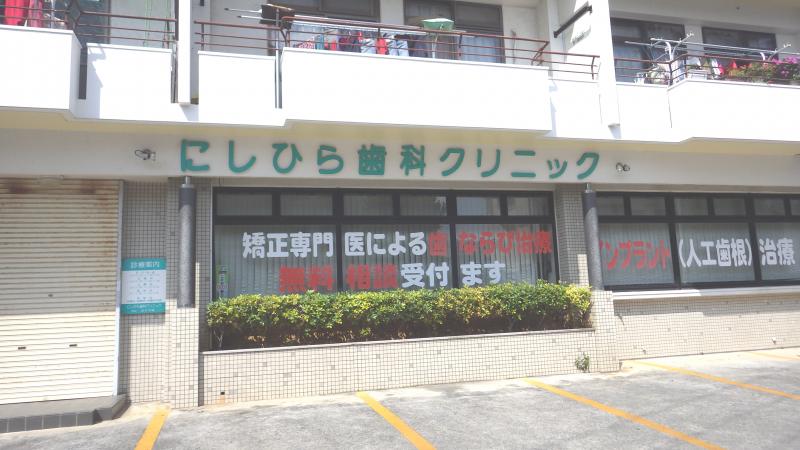 にしひら歯科クリニック
矯正専門医による歯ならび治療
無料相談受付ます
インプラント(人工歯根)治療
診療案内